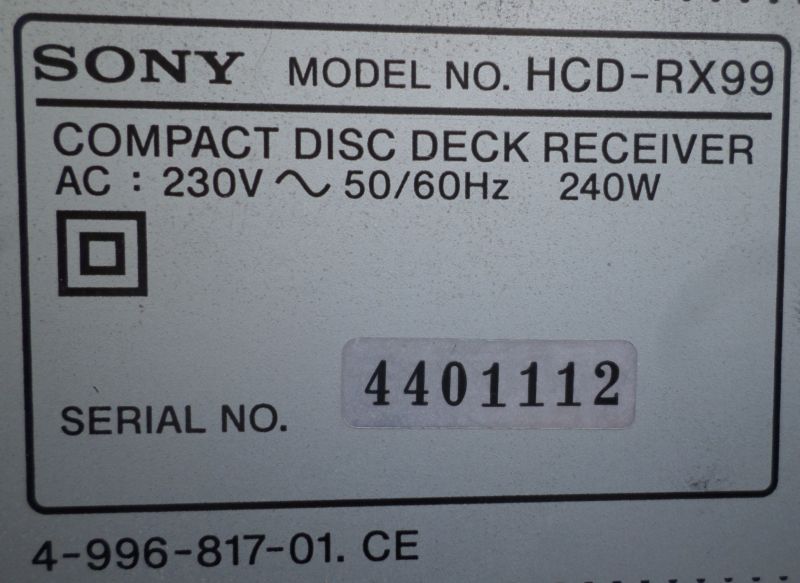 SONY MODEL NO. HCD-RX99
COMPACT DISC DECK RECEIVER
AC : 230V ~ 50/60Hz 240W
SERIAL NO. 4401112
4-996-817-01. CE